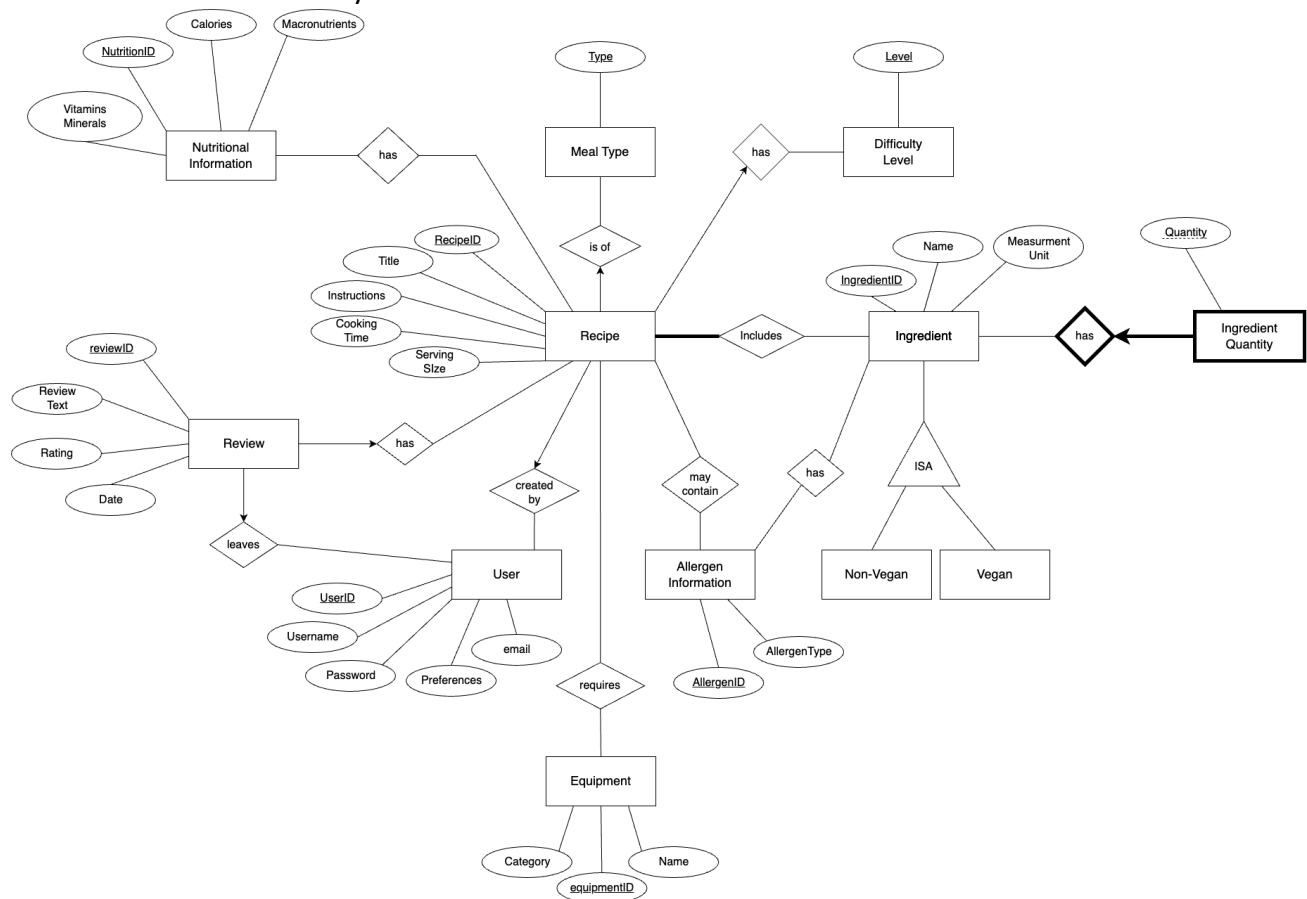 Calories
Macronutrients
NutritionID
Vitamins
Minerals
Nutritional
Information
has
Type
Meal Type
is of
Level
has
Difficulty
Level
RecipeID
Title
Instructions
Cooking
Time
Serving
SIze
Recipe
Includes
IngredientID
Name
Measurment
Unit
Ingredient
has
Quantity
Ingredient
Quantity
reviewID
Review
Text
Rating
Date
Review
has
leaves
created
by
may
contain
has
ISA
User
UserID
Username
Password
Preferences
email
Allergen
Information
AllergenType
AllergenID
Non-Vegan
Vegan
requires
Equipment
Category
equipmentID
Name